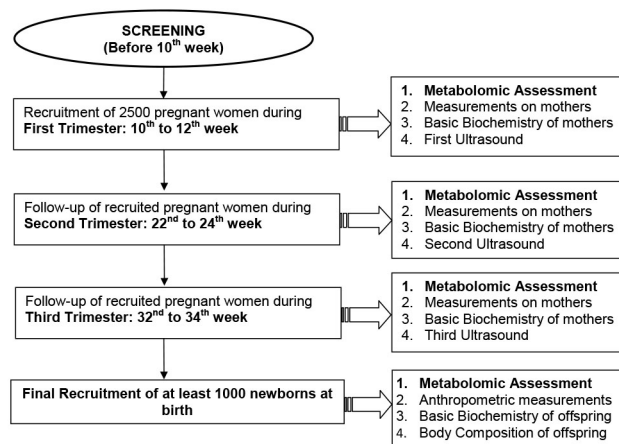 SCREENING
(Before 10th week)
Recruitment of 2500 pregnant women during
First Trimester: 10th to 12th week
1. Metabolomic Assessment
2. Measurements on mothers
3. Basic Biochemistry of mothers
4. First Ultrasound
Follow-up of recruited pregnant women during
Second Trimester: 22nd to 24th week
1. Metabolomic Assessment
2. Measurements on mothers
3. Basic Biochemistry of mothers
4. Second Ultrasound
Follow-up of recruited pregnant women during
Third Trimester: 32nd to 34th week
1. Metabolomic Assessment
2. Measurements on mothers
3. Basic Biochemistry of mothers
4. Third Ultrasound
Final Recruitment of at least 1000 newborns at
birth
1. Metabolomic Assessment
2. Anthropometric measurements
3. Basic Biochemistry of offspring
4. Body Composition of offspring